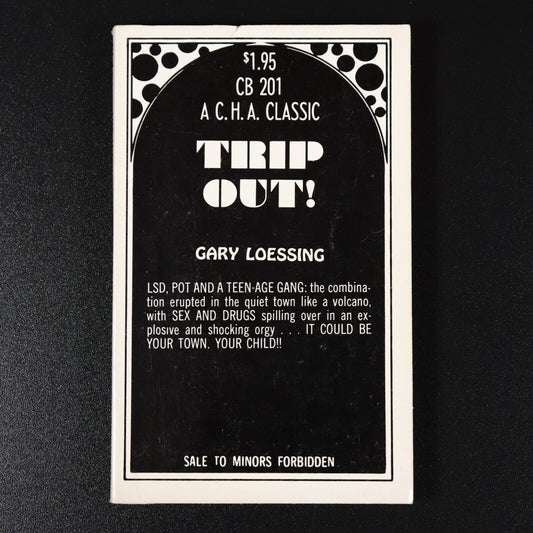 $1.95
CB 201
A C. H. A. CLASSIC
TRIP
OUT!
GARY LOESSING
LSD, POT AND A TEEN-AGE GANG: the combina-
tion erupted in the quiet town like a volcano,
with SEX AND DRUGS spilling over in an ex-
plosive and shocking orgy . . . IT COULD BE
YOUR TOWN, YOUR CHILD!!
SALE TO MINORS FORBIDDEN